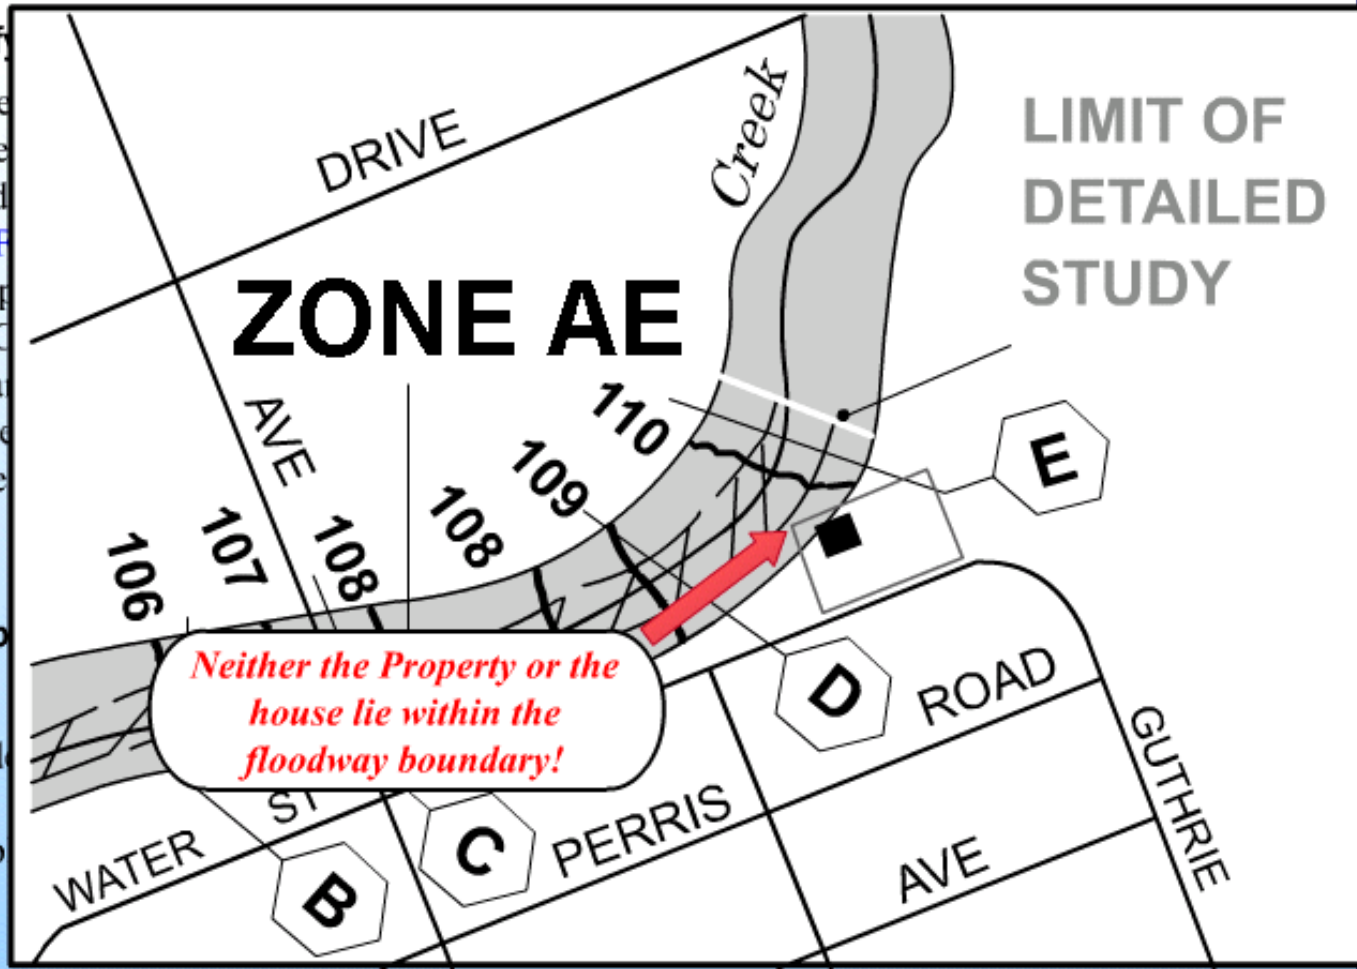 DRIVE
Creek
LIMIT OF
DETAILED
STUDY
ZONE AE
AVE
110
109
108
108
107
106
E
D
Neither the Property or the
house lie within the
floodway boundary!
ROAD
GUTHRIE
WATER ST
PERRIS
AVE
C
B